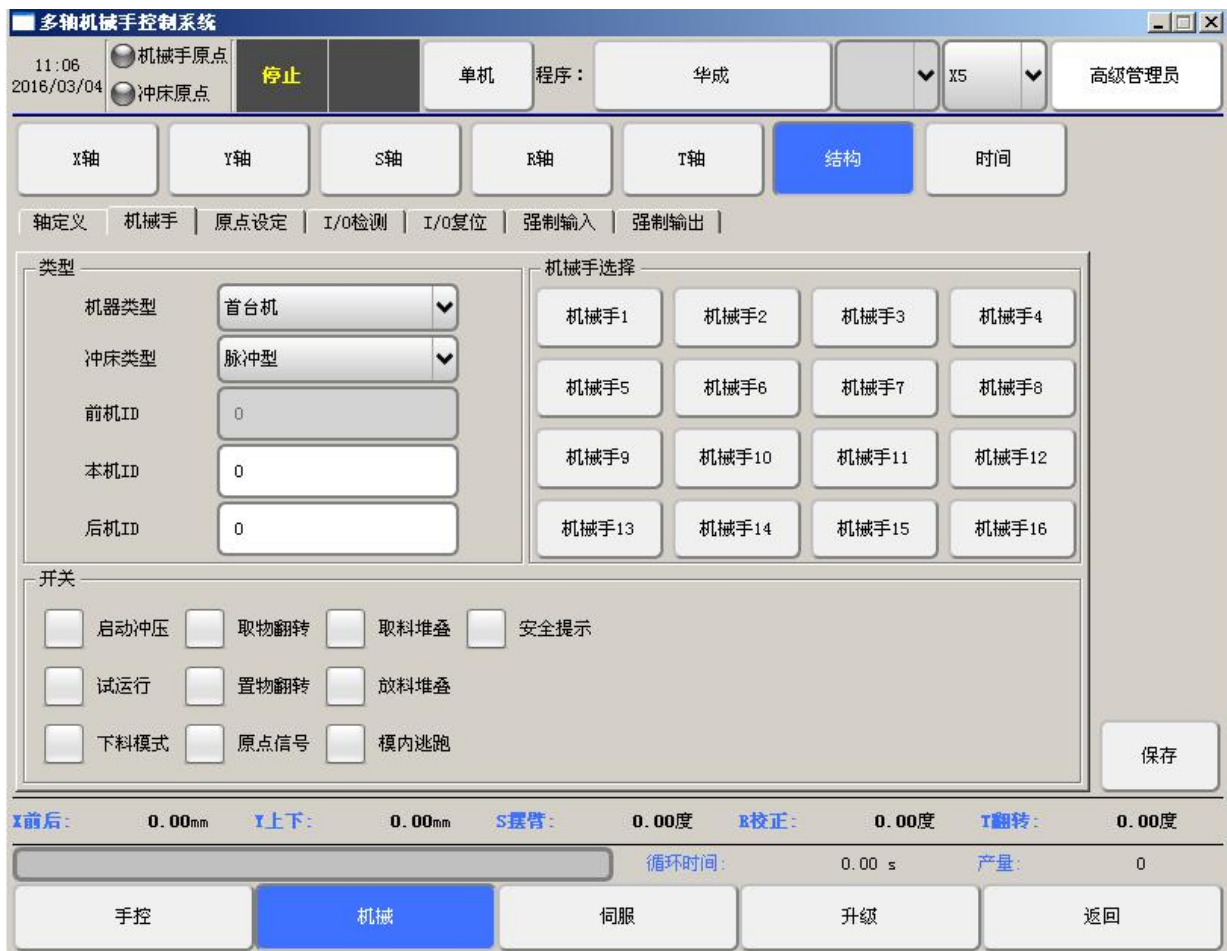 多轴机械手控制系统
11:06
2016/03/04
机械手原点
冲床原点
停止
单机
程序：
华成
X5
高级管理员
X轴 Y轴 S轴 R轴 T轴 结构 时间
轴定义 机械手 原点设定 I/O检测 I/O复位 强制输入 强制输出
类型
机器类型 首台机
冲床类型 脉冲型
前机ID 0
本机ID 0
后机ID 0
机械手选择
机械手1 机械手2 机械手3 机械手4
机械手5 机械手6 机械手7 机械手8
机械手9 机械手10 机械手11 机械手12
机械手13 机械手14 机械手15 机械手16
开关
启动冲压 取物翻转 取料堆叠 安全提示
试运行 置物翻转 放料堆叠
下料模式 原点信号 模内逃跑
保存
X前后: 0.00mm Y上下: 0.00mm S摆臂: 0.00度 R校正: 0.00度 T翻转: 0.00度
循环时间: 0.00 s 产量: 0
手控 机械 伺服 升级 返回